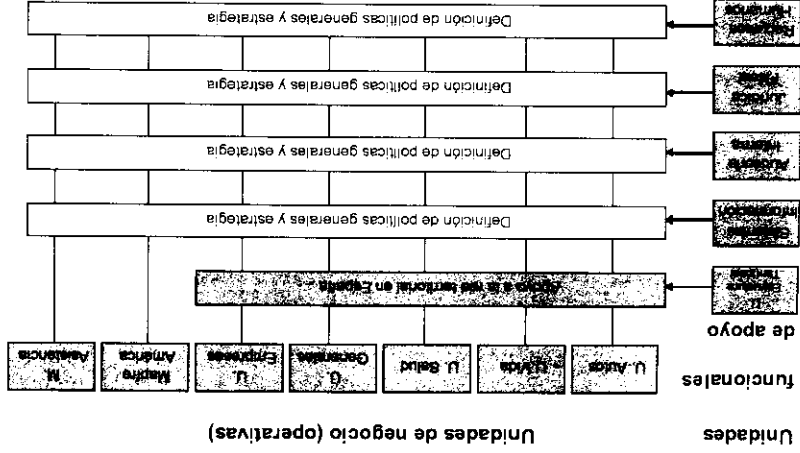 Unidades
funcionales
de apoyo
Unidades de negocio (operativas)
U. Autos
U. Vida
U. Salud
G.
Generales
U.
Empresas
Mapfre
América
M.
Asistencia
U.
Apoyo a la red territorial en España
Información
Definición de políticas generales y estrategia
Auditoría
Interna
Definición de políticas generales y estrategia
Jurídica
Definición de políticas generales y estrategia
Recursos
Humanos
Definición de políticas generales y estrategia